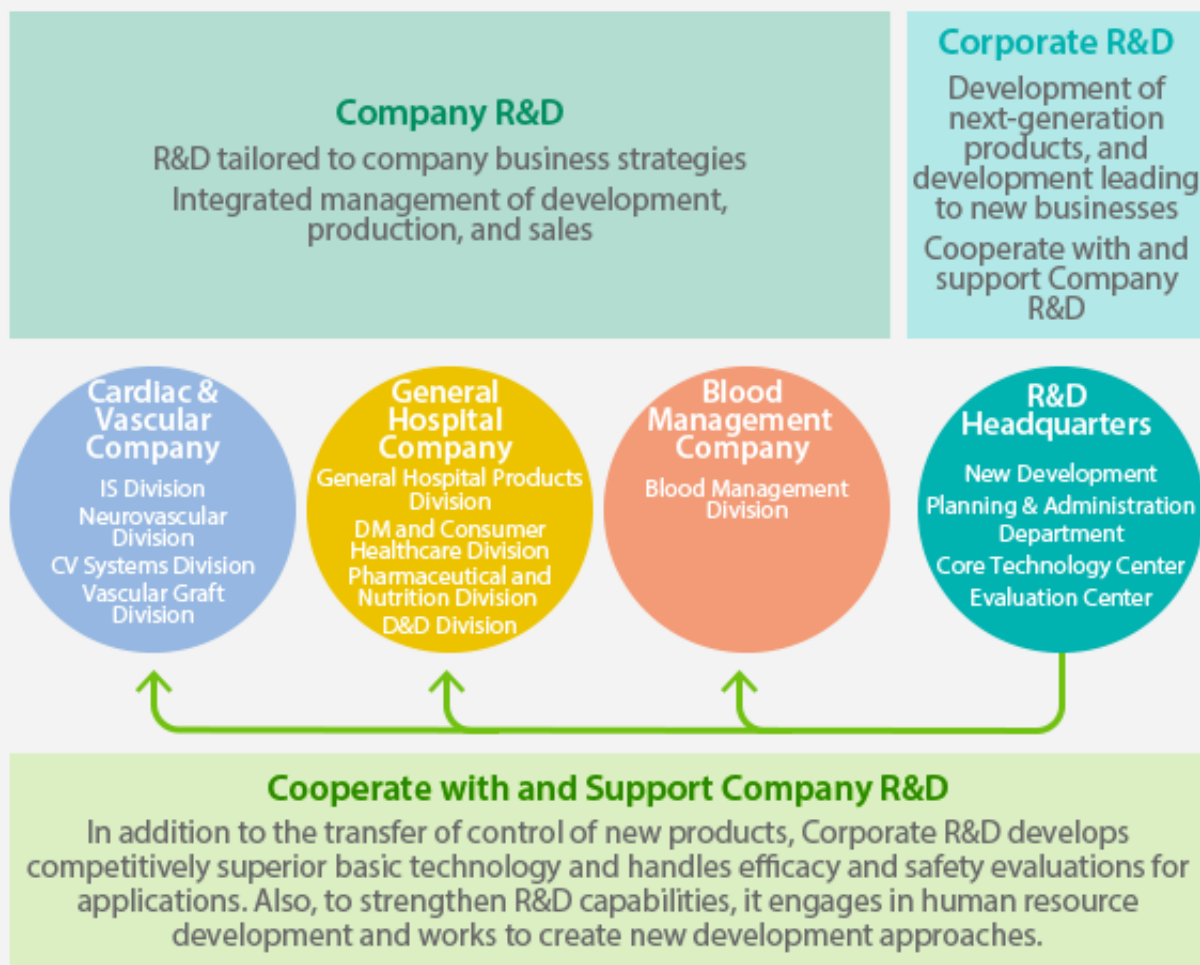 Company R&D
R&D tailored to company business strategies
Integrated management of development,
production, and sales
Corporate R&D
Development of
next-generation
products, and
development leading
to new businesses
Cooperate with and
support Company
R&D
Cardiac &
Vascular
Company
IS Division
Neurovascular
Division
CV Systems Division
Vascular Graft
Division
General
Hospital
Company
General Hospital Products
Division
DM and Consumer
Healthcare Division
Pharmaceutical and
Nutrition Division
D&D Division
Blood
Management
Company
Blood Management
Division
R&D
Headquarters
New Development
Planning & Administration
Department
Core Technology Center
Evaluation Center
Cooperate with and Support Company R&D
In addition to the transfer of control of new products, Corporate R&D develops
competitively superior basic technology and handles efficacy and safety evaluations for
applications. Also, to strengthen R&D capabilities, it engages in human resource
development and works to create new development approaches.